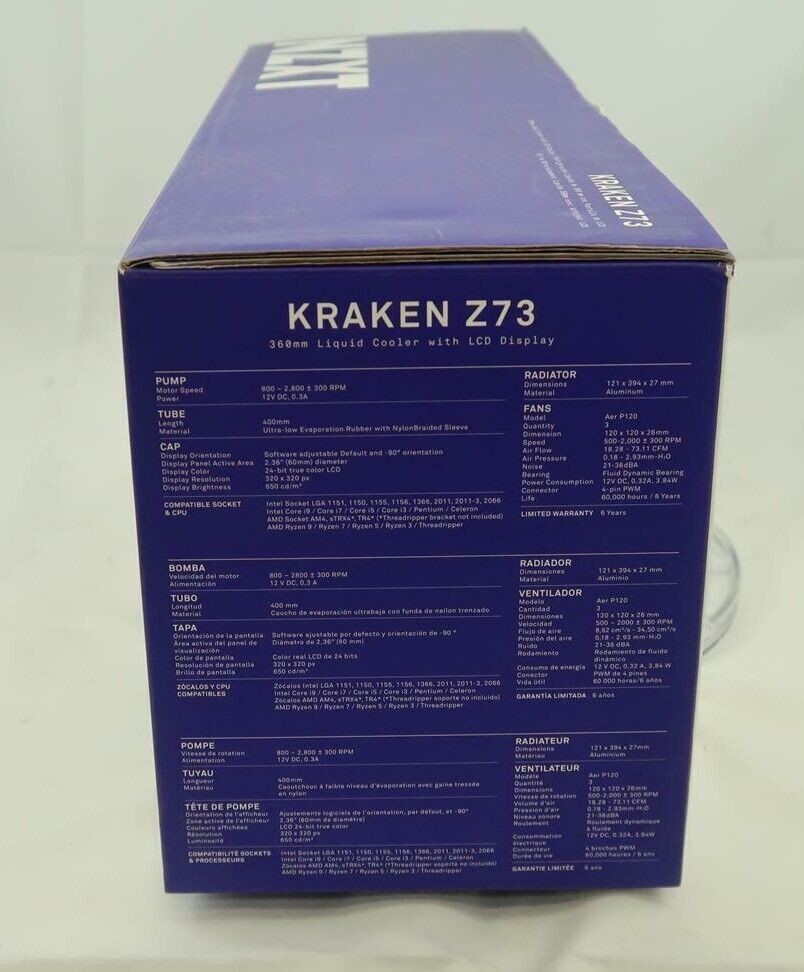 NZXT
KRAKEN Z73
KRAKEN Z73
360mm Liquid Cooler with LCD Display
PUMP
Motor Speed 800 – 2,800 ± 300 RPM
Power 12V DC, 0.3A
TUBE
Length 400mm
Material Ultra-low Evaporation Rubber with NylonBraided Sleeve
CAP
Display Orientation Software adjustable Default and -90° orientation
Display Panel Active Area 2.36" (60mm) diameter
Display Color 24-bit true color LCD
Display Resolution 320 x 320 px
Display Brightness 650 cd/m²
COMPATIBLE SOCKET & CPU
Intel Socket LGA 1151, 1150, 1155, 1156, 1366, 2011, 2011-3, 2066
Intel Core i9 / Core i7 / Core i5 / Core i3 / Pentium / Celeron
AMD Socket AM4, sTRX4*, TR4* (*Threadripper bracket not included)
AMD Ryzen 9 / Ryzen 7 / Ryzen 5 / Ryzen 3 / Threadripper
RADIATOR
Dimensions 121 x 394 x 27 mm
Material Aluminum
FANS
Model Aer P120
Quantity 3
Dimension 120 x 120 x 26mm
Speed 500-2,000 ± 300 RPM
Air Flow 18.28 - 73.11 CFM
Air Pressure 0.18 - 2.93mm-H₂O
Noise 21-36dBA
Bearing Fluid Dynamic Bearing
Power Consumption 12V DC, 0.32A, 3.84W
Connector 4-pin PWM
Life 60,000 hours / 6 Years
LIMITED WARRANTY 6 Years
BOMBA
Velocidad del motor 800 – 2800 ± 300 RPM
Alimentación 12 V DC, 0,3 A
TUBO
Longitud 400 mm
Material Caucho de evaporación ultrabaja con funda de nailon trenzado
TAPA
Orientación de la pantalla Software ajustable por defecto y orientación de -90 °
Área activa del panel de visualización Diámetro de 2,36" (60 mm)
Color de pantalla Color real LCD de 24 bits
Resolución de pantalla 320 x 320 px
Brillo de pantalla 650 cd/m²
ZÓCALOS Y CPU COMPATIBLES
Zócalos Intel LGA 1151, 1150, 1155, 1156, 1366, 2011, 2011-3, 2066
Intel Core i9 / Core i7 / Core i5 / Core i3 / Pentium / Celeron
Zócalos AMD AM4, sTRX4*, TR4* (*Threadripper soporte no incluido)
AMD Ryzen 9 / Ryzen 7 / Ryzen 5 / Ryzen 3 / Threadripper
RADIADOR
Dimensiones 121 x 394 x 27 mm
Material Aluminio
VENTILADOR
Modelo Aer P120
Cantidad 3
Dimensiones 120 x 120 x 26 mm
Velocidad 500 – 2000 ± 300 RPM
Flujo de aire 8,62 cm³/s - 34,50 cm³/s
Presión del aire 0,18 - 2,93 mm-H₂O
Ruido 21-36 dBA
Rodamiento Rodamiento de fluido dinámico
Consumo de energía 12 V DC, 0,32 A, 3,84 W
Conector PWM de 4 pines
Vida útil 60 000 horas/6 años
GARANTÍA LIMITADA 6 años
POMPE
Vitesse de rotation 800 – 2,800 ± 300 RPM
Alimentation 12V DC, 0.3A
TUYAU
Longueur 400mm
Matériau Caoutchouc à faible niveau d'évaporation avec gaine tressée en nylon
TÊTE DE POMPE
Orientation de l'afficheur Ajustements logiciels de l'orientation, par défaut, et -90°
Zone active de l'afficheur 2.36" (60mm de diamètre)
Couleurs affichées LCD 24-bit true color
Résolution 320 x 320 px
Luminosité 650 cd/m²
COMPATIBILITÉ SOCKETS & PROCESSEURS
Intel Socket LGA 1151, 1150, 1155, 1156, 1366, 2011, 2011-3, 2066
Intel Core i9 / Core i7 / Core i5 / Core i3 / Pentium / Celeron
Zócalos AMD AM4, sTRX4*, TR4* (*Threadripper soporte no incluido)
AMD Ryzen 9 / Ryzen 7 / Ryzen 5 / Ryzen 3 / Threadripper
RADIATEUR
Dimensions 121 x 394 x 27mm
Matériau Aluminium
VENTILATEUR
Modèle Aer P120
Quantité 3
Dimensions 120 x 120 x 26mm
Vitesse de rotation 500-2,000 ± 300 RPM
Volume d'air 18.28 - 73.11 CFM
Pression d'air 0.18 - 2.93mm-H₂O
Niveau sonore 21-36dBA
Roulement Roulement dynamique à fluide
Consommation électrique 12V DC, 0.32A, 3.84W
Connecteur 4 broches PWM
Durée de vie 60,000 heures / 6 ans
GARANTIE LIMITÉE 6 ans